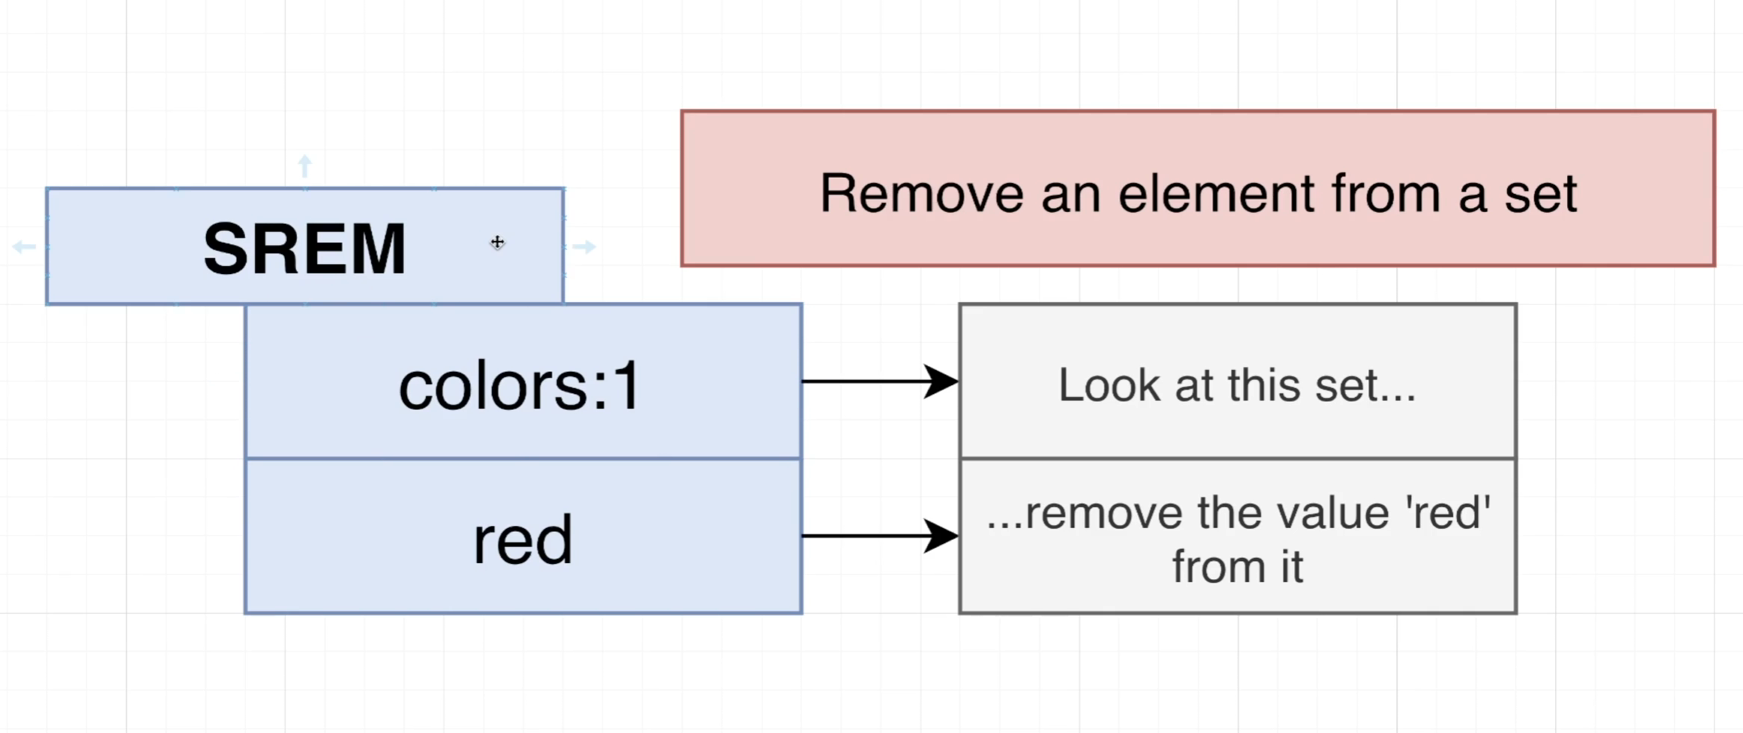 Remove an element from a set
SREM
colors:1
Look at this set...
red
...remove the value 'red'
from it